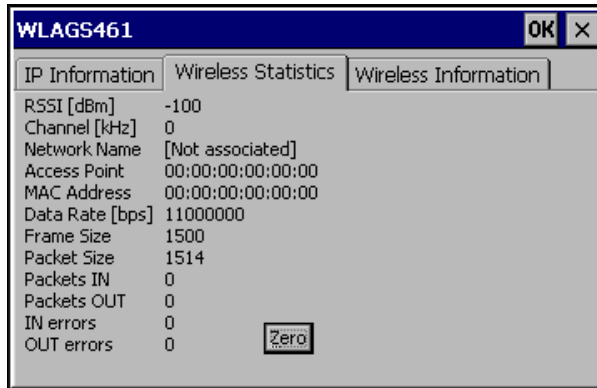 WLAGS461 OK ×
IP Information Wireless Statistics Wireless Information
RSSI [dBm] -100
Channel [kHz] 0
Network Name [Not associated]
Access Point 00:00:00:00:00:00
MAC Address 00:00:00:00:00:00
Data Rate [bps] 11000000
Frame Size 1500
Packet Size 1514
Packets IN 0
Packets OUT 0
IN errors 0
OUT errors 0
Zero